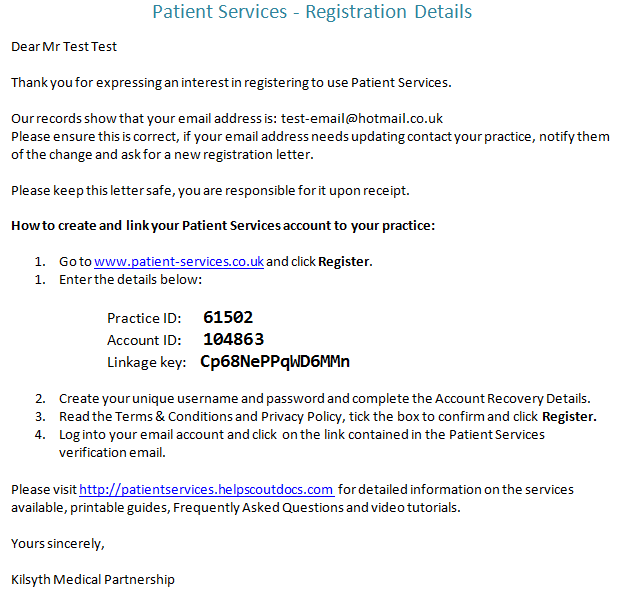 Patient Services - Registration Details
Dear Mr Test Test
Thank you for expressing an interest in registering to use Patient Services.
Our records show that your email address is: test-email@hotmail.co.uk
Please ensure this is correct, if your email address needs updating contact your practice, notify them
of the change and ask for a new registration letter.
Please keep this letter safe, you are responsible for it upon receipt.
How to create and link your Patient Services account to your practice:
1. Go to www.patient-services.co.uk and click Register.
1. Enter the details below:
Practice ID: 61502
Account ID: 104863
Linkage key: Cp68NePPqWD6MMn
2. Create your unique username and password and complete the Account Recovery Details.
3. Read the Terms & Conditions and Privacy Policy, tick the box to confirm and click Register.
4. Log into your email account and click on the link contained in the Patient Services
verification email.
Please visit http://patientservices.helpscoutdocs.com for detailed information on the services
available, printable guides, Frequently Asked Questions and video tutorials.
Yours sincerely,
Kilsyth Medical Partnership